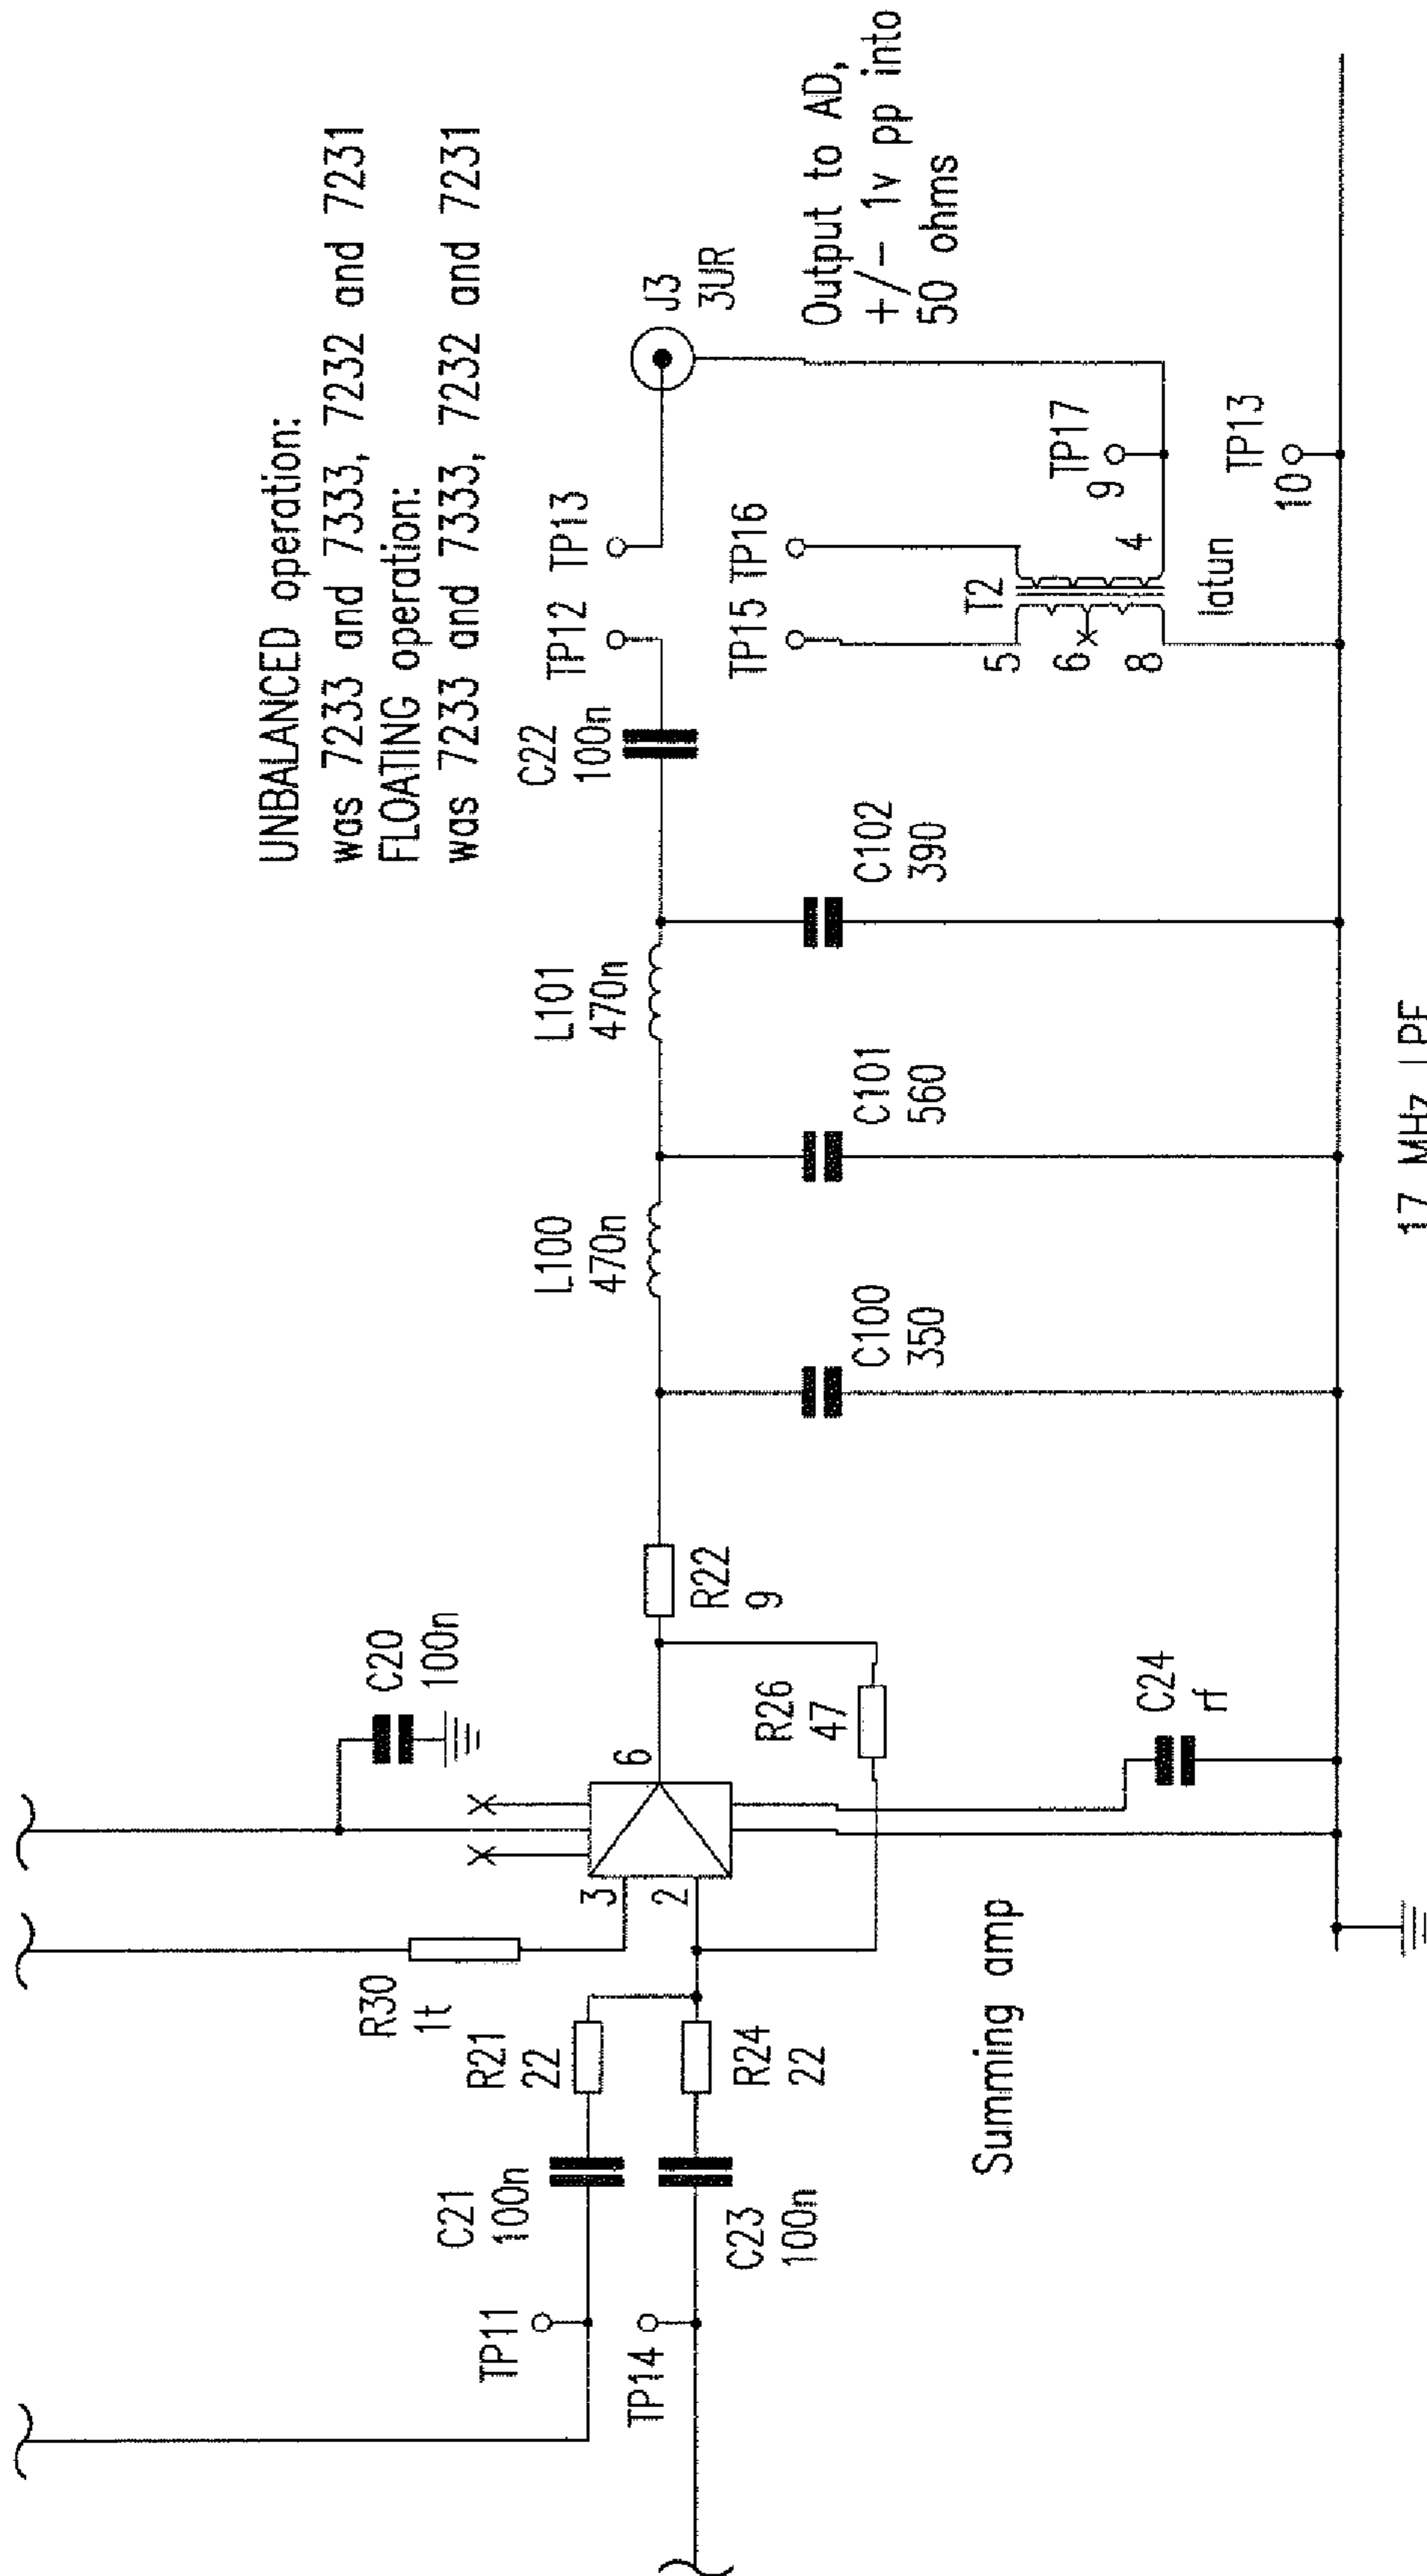 UNBALANCED operation:
was 7233 and 7333, 7232 and 7231
FLOATING operation:
was 7233 and 7333, 7232 and 7231
C20
100n
R30
1t
TP11
C21
100n
R21
22
3
2
6
TP14
C23
100n
R24
22
R22
9
R26
47
C24
rf
Summing amp
L100
470n
L101
470n
C22
100n
TP12
TP13
J3
3UR
C100
350
C101
560
C102
390
TP15
TP16
Output to AD,
+/- 1v pp into
50 ohms
T2
5
6
8
4
latun
TP17
9
TP13
10
17 MHz LPF